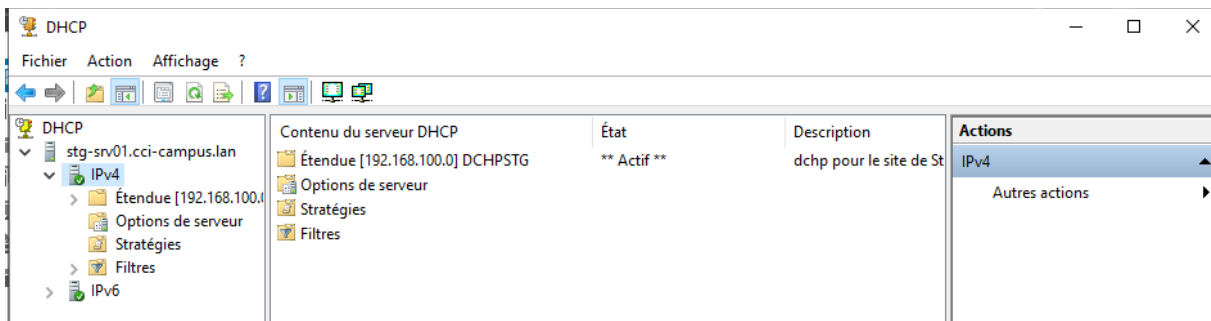 DHCP
Fichier Action Affichage ?
DHCP
stg-srv01.cci-campus.lan
IPv4
Étendue [192.168.100.(
Options de serveur
Stratégies
Filtres
IPv6
Contenu du serveur DHCP État Description
Étendue [192.168.100.0] DCHPSTG ** Actif ** dchp pour le site de St
Options de serveur
Stratégies
Filtres
Actions
IPv4
Autres actions